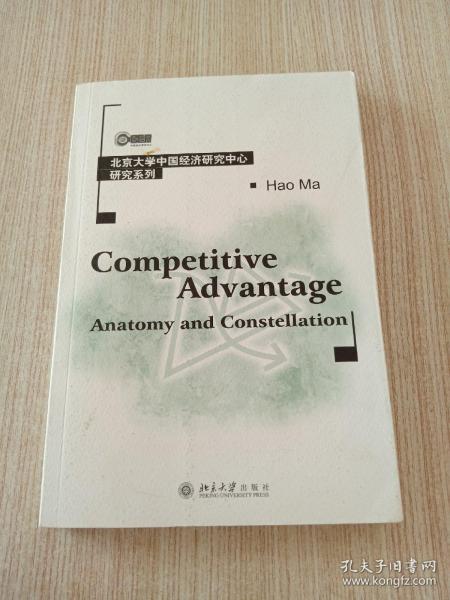 北京大学中国经济研究中心
研究系列
Hao Ma
Competitive
Advantage
Anatomy and Constellation
北京大学出版社
PEKING UNIVERSITY PRESS
孔夫子旧书网
www.kongfz.com